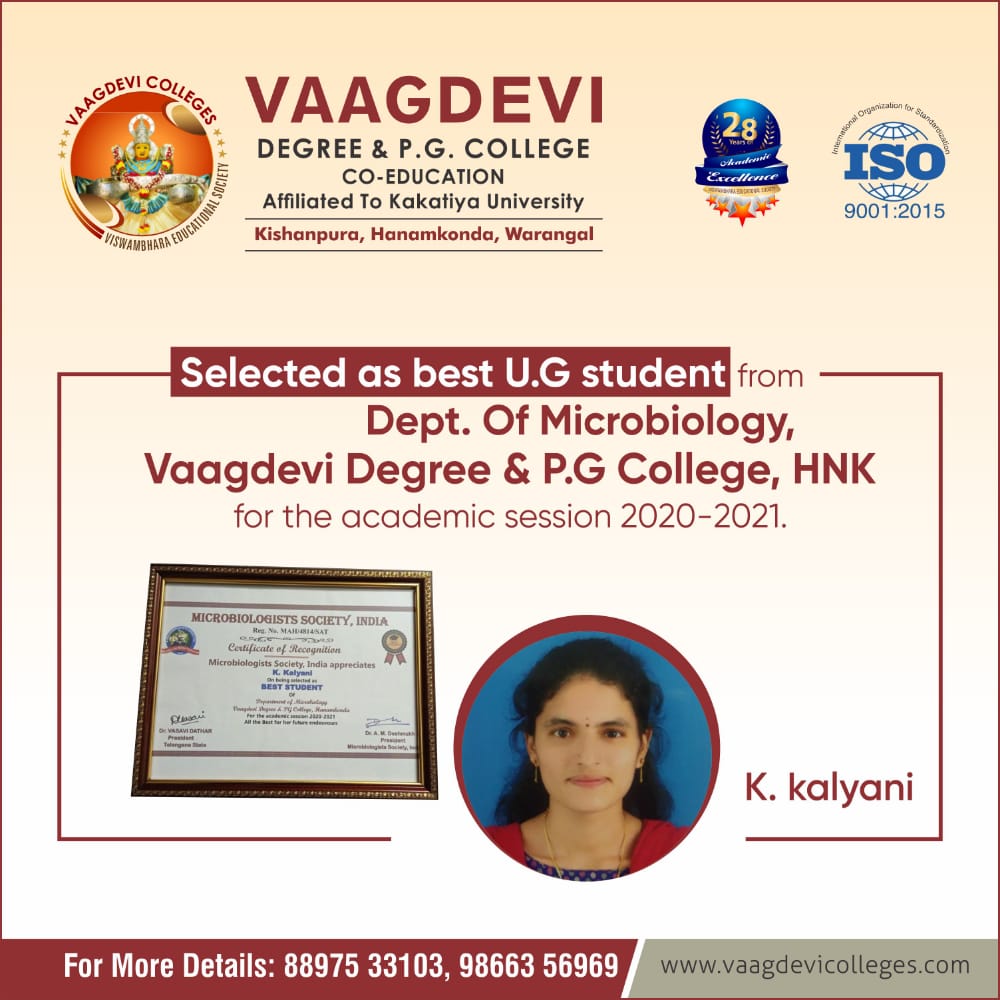 VAAGDEVI COLLEGES
VISWAMBHARA EDUCATIONAL SOCIETY
VAAGDEVI
DEGREE & P.G. COLLEGE
CO-EDUCATION
Affiliated To Kakatiya University
Kishanpura, Hanamkonda, Warangal
28
Years of
Academic
Excellence
VISWAMBHARA EDUCATIONAL SOCIETY
International Organization for Standardization
ISO
9001:2015
Selected as best U.G student from
Dept. Of Microbiology,
Vaagdevi Degree & P.G College, HNK
for the academic session 2020-2021.
MICROBIOLOGISTS SOCIETY, INDIA
Reg. No. MAH/4814/SAT
Certificate of Recognition
Microbiologists Society, India appreciates
K. Kalyani
On being selected as
BEST STUDENT
Of
Department of Microbiology
Vaagdevi Degree & PG College, Hanamkonda
For the academic session 2020-2021
All the Best for her future endeavours
Dr. VASAVI DATHAR
President
Telangana State
Dr. A. M. Deshmukh
President
Microbiologists Society, Ind
K. kalyani
For More Details: 88975 33103, 98663 56969
www.vaagdevicolleges.com